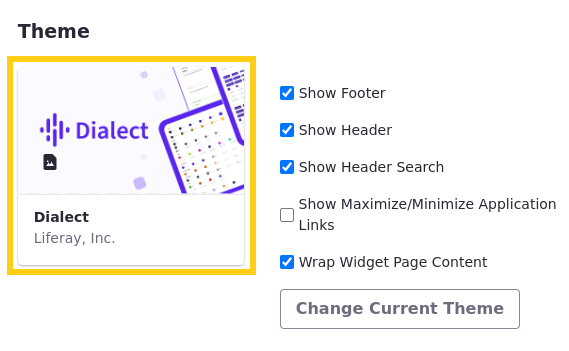 Theme
Dialect
Dialect
Liferay, Inc.
Show Footer
Show Header
Show Header Search
Show Maximize/Minimize Application
Links
Wrap Widget Page Content
Change Current Theme